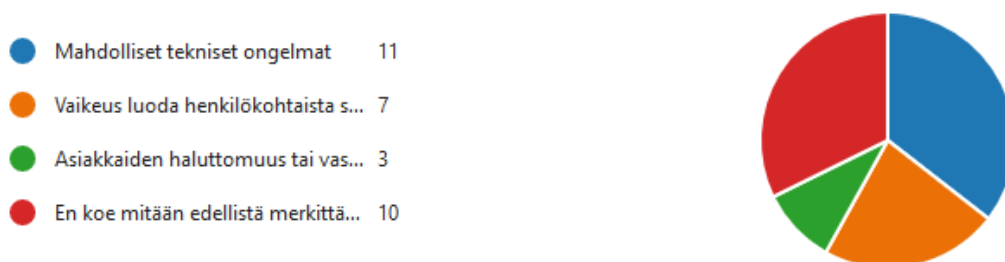 Mahdolliset tekniset ongelmat 11
Vaikeus luoda henkilökohtaista s... 7
Asiakkaiden haluttomuus tai vas... 3
En koe mitään edellistä merkittä... 10